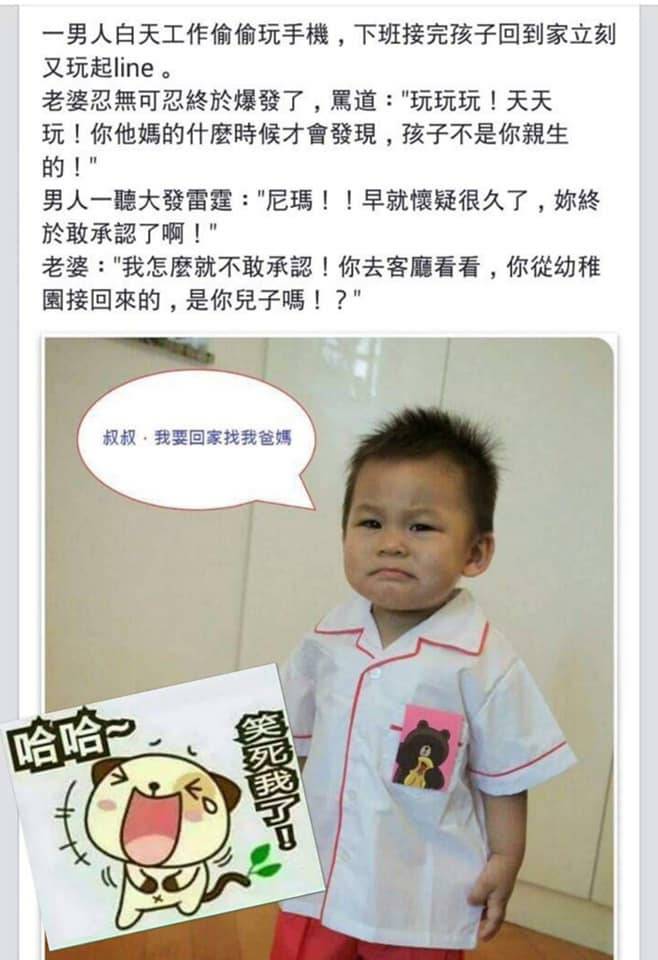 一男人白天工作偷偷玩手機，下班接完孩子回到家立刻
又玩起line。
老婆忍無可忍終於爆發了，罵道："玩玩玩！天天
玩！你他媽的什麼時候才會發現，孩子不是你親生
的！"
男人一聽大發雷霆："尼瑪！！早就懷疑很久了，妳終
於敢承認了啊！"
老婆："我怎麼就不敢承認！你去客廳看看，你從幼稚
園接回來的，是你兒子嗎！？"
叔叔，我要回家找我爸媽
哈哈~
笑死我了!